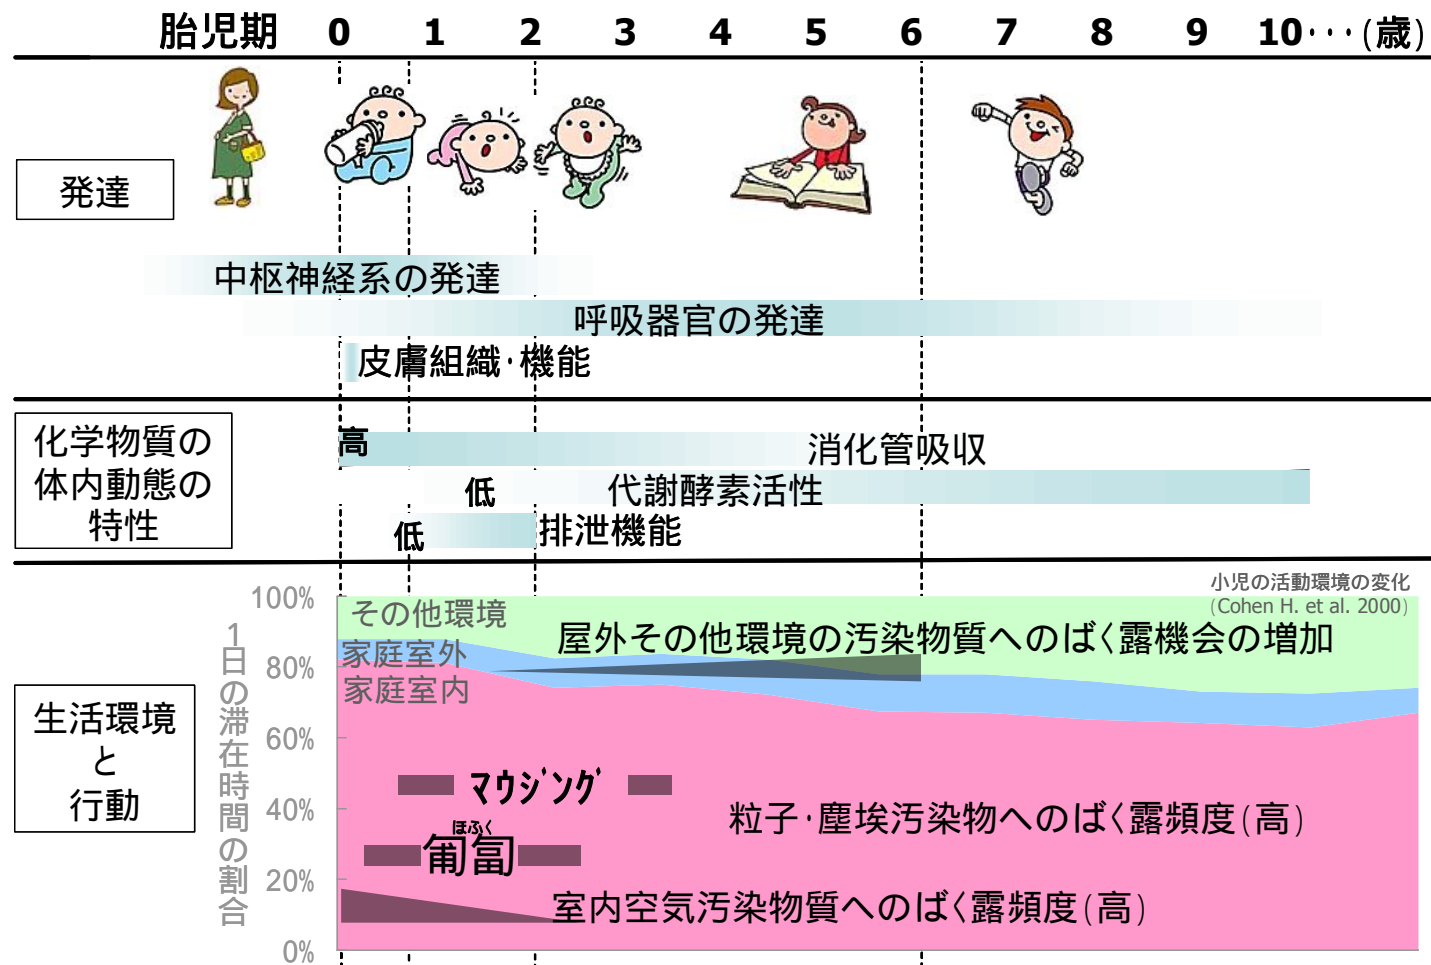 胎児期 0 1 2 3 4 5 6 7 8 9 10･･･(歳)
発達
中枢神経系の発達
呼吸器官の発達
皮膚組織･機能
化学物質の
体内動態の
特性
高
消化管吸収
低
代謝酵素活性
低
排泄機能
小児の活動環境の変化
(Cohen H. et al. 2000)
生活環境
と
行動
1日の滞在時間の割合
100%
80%
60%
40%
20%
0%
その他環境
屋外その他環境の汚染物質へのばく露機会の増加
家庭室外
家庭室内
ﾏｳｼﾞﾝｸﾞ
粒子･塵埃汚染物へのばく露頻度(高)
ほふく
匍匐
室内空気汚染物質へのばく露頻度(高)